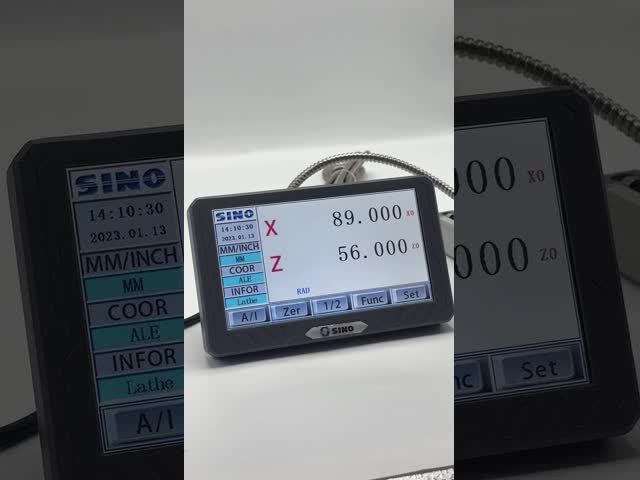 SINO
14:10:30
2023.01.13
MM/INCH
MM
COOR
ALE
INFOR
Lathe
X 89.000 X0
Z 56.000 Z0
RAD
A/I Zer 1/2 Func Set
SINO
SINO
14:10:30
2023.01.13
MM/INCH
MM
COOR
ALE
INFOR
Lathe
A/I
00 X0
000 Z0
nc Set